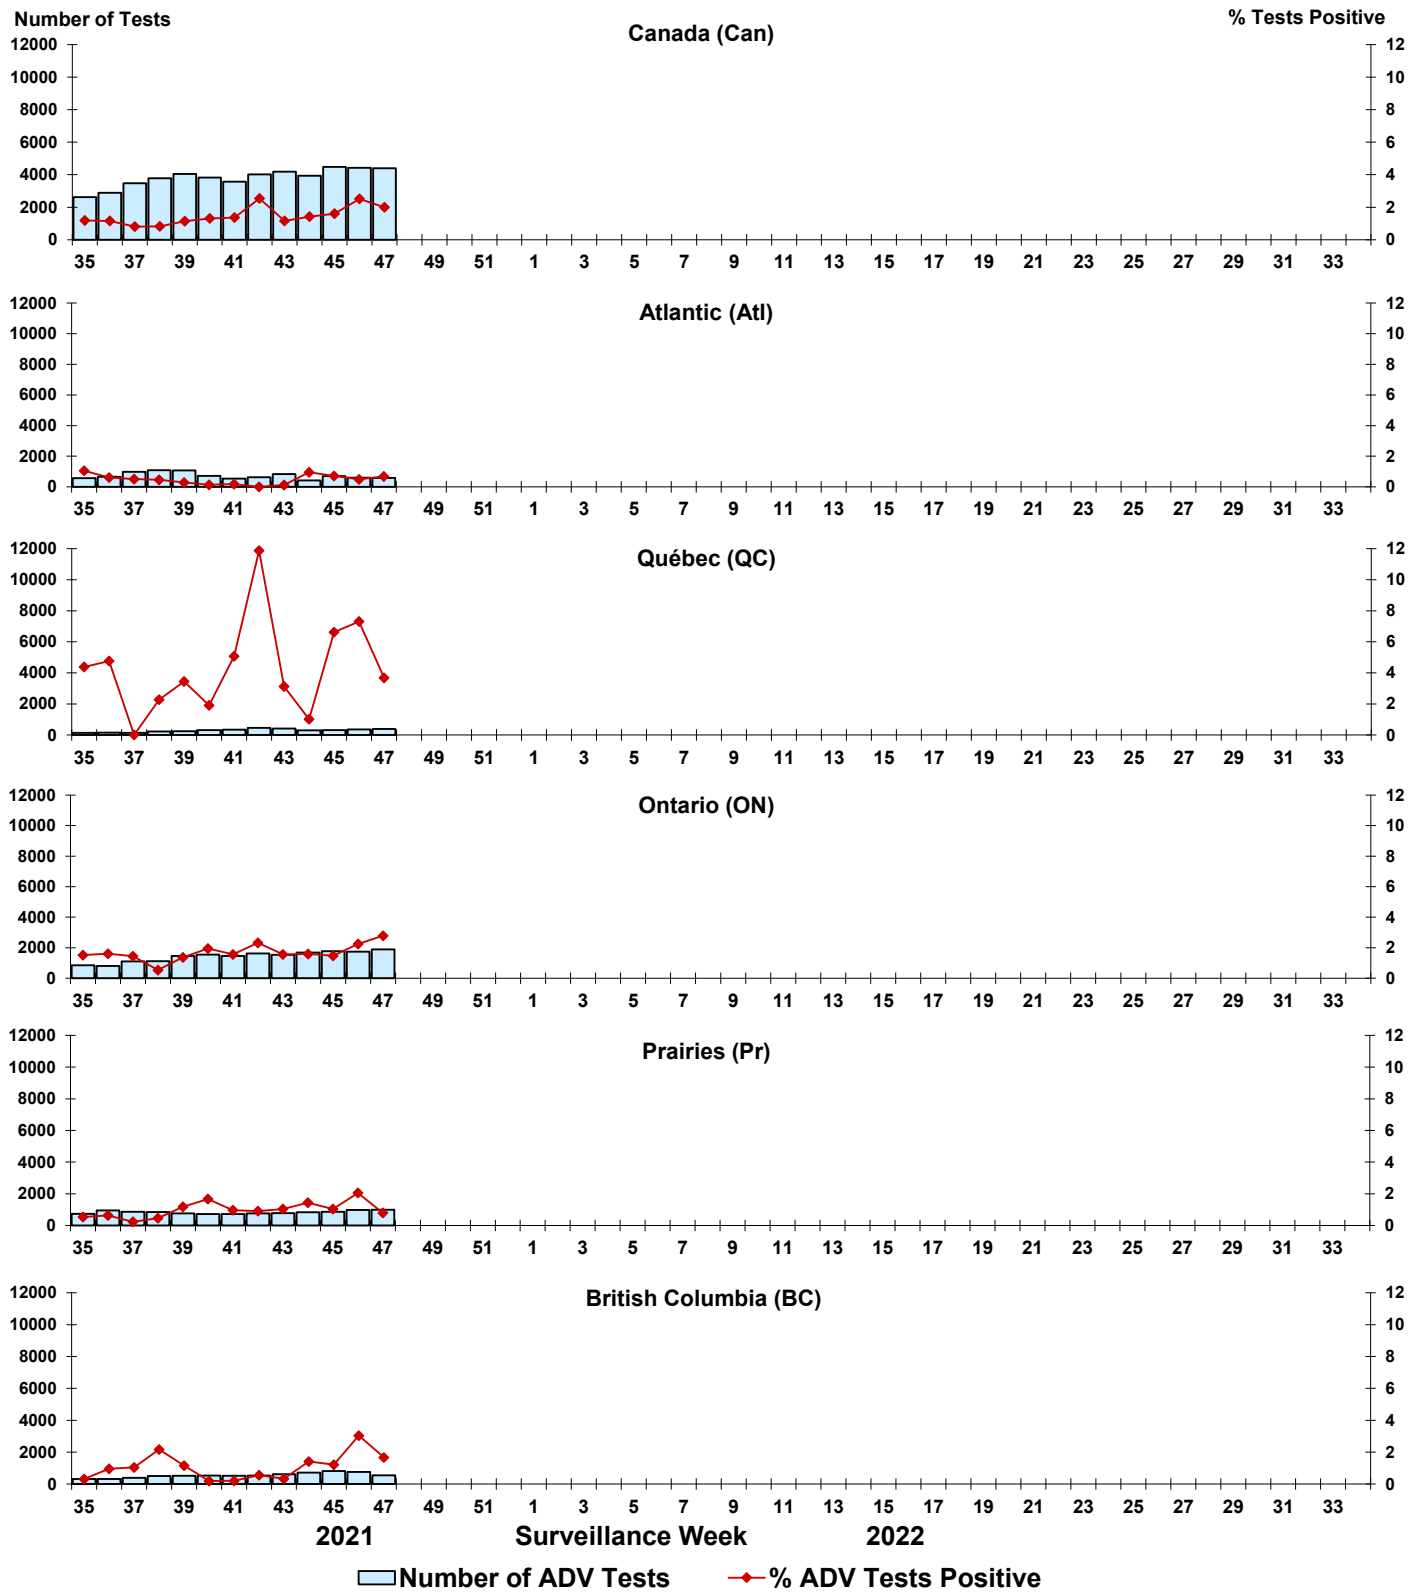 Number of Tests
% Tests Positive
Canada (Can)
12000 12
10000 10
8000 8
6000 6
4000 4
2000 2
0 0
35 37 39 41 43 45 47 49 51 1 3 5 7 9 11 13 15 17 19 21 23 25 27 29 31 33
Atlantic (Atl)
12000 12
10000 10
8000 8
6000 6
4000 4
2000 2
0 0
35 37 39 41 43 45 47 49 51 1 3 5 7 9 11 13 15 17 19 21 23 25 27 29 31 33
Québec (QC)
12000 12
10000 10
8000 8
6000 6
4000 4
2000 2
0 0
35 37 39 41 43 45 47 49 51 1 3 5 7 9 11 13 15 17 19 21 23 25 27 29 31 33
Ontario (ON)
12000 12
10000 10
8000 8
6000 6
4000 4
2000 2
0 0
35 37 39 41 43 45 47 49 51 1 3 5 7 9 11 13 15 17 19 21 23 25 27 29 31 33
Prairies (Pr)
12000 12
10000 10
8000 8
6000 6
4000 4
2000 2
0 0
35 37 39 41 43 45 47 49 51 1 3 5 7 9 11 13 15 17 19 21 23 25 27 29 31 33
British Columbia (BC)
12000 12
10000 10
8000 8
6000 6
4000 4
2000 2
0 0
35 37 39 41 43 45 47 49 51 1 3 5 7 9 11 13 15 17 19 21 23 25 27 29 31 33
2021 Surveillance Week 2022
Number of ADV Tests % ADV Tests Positive